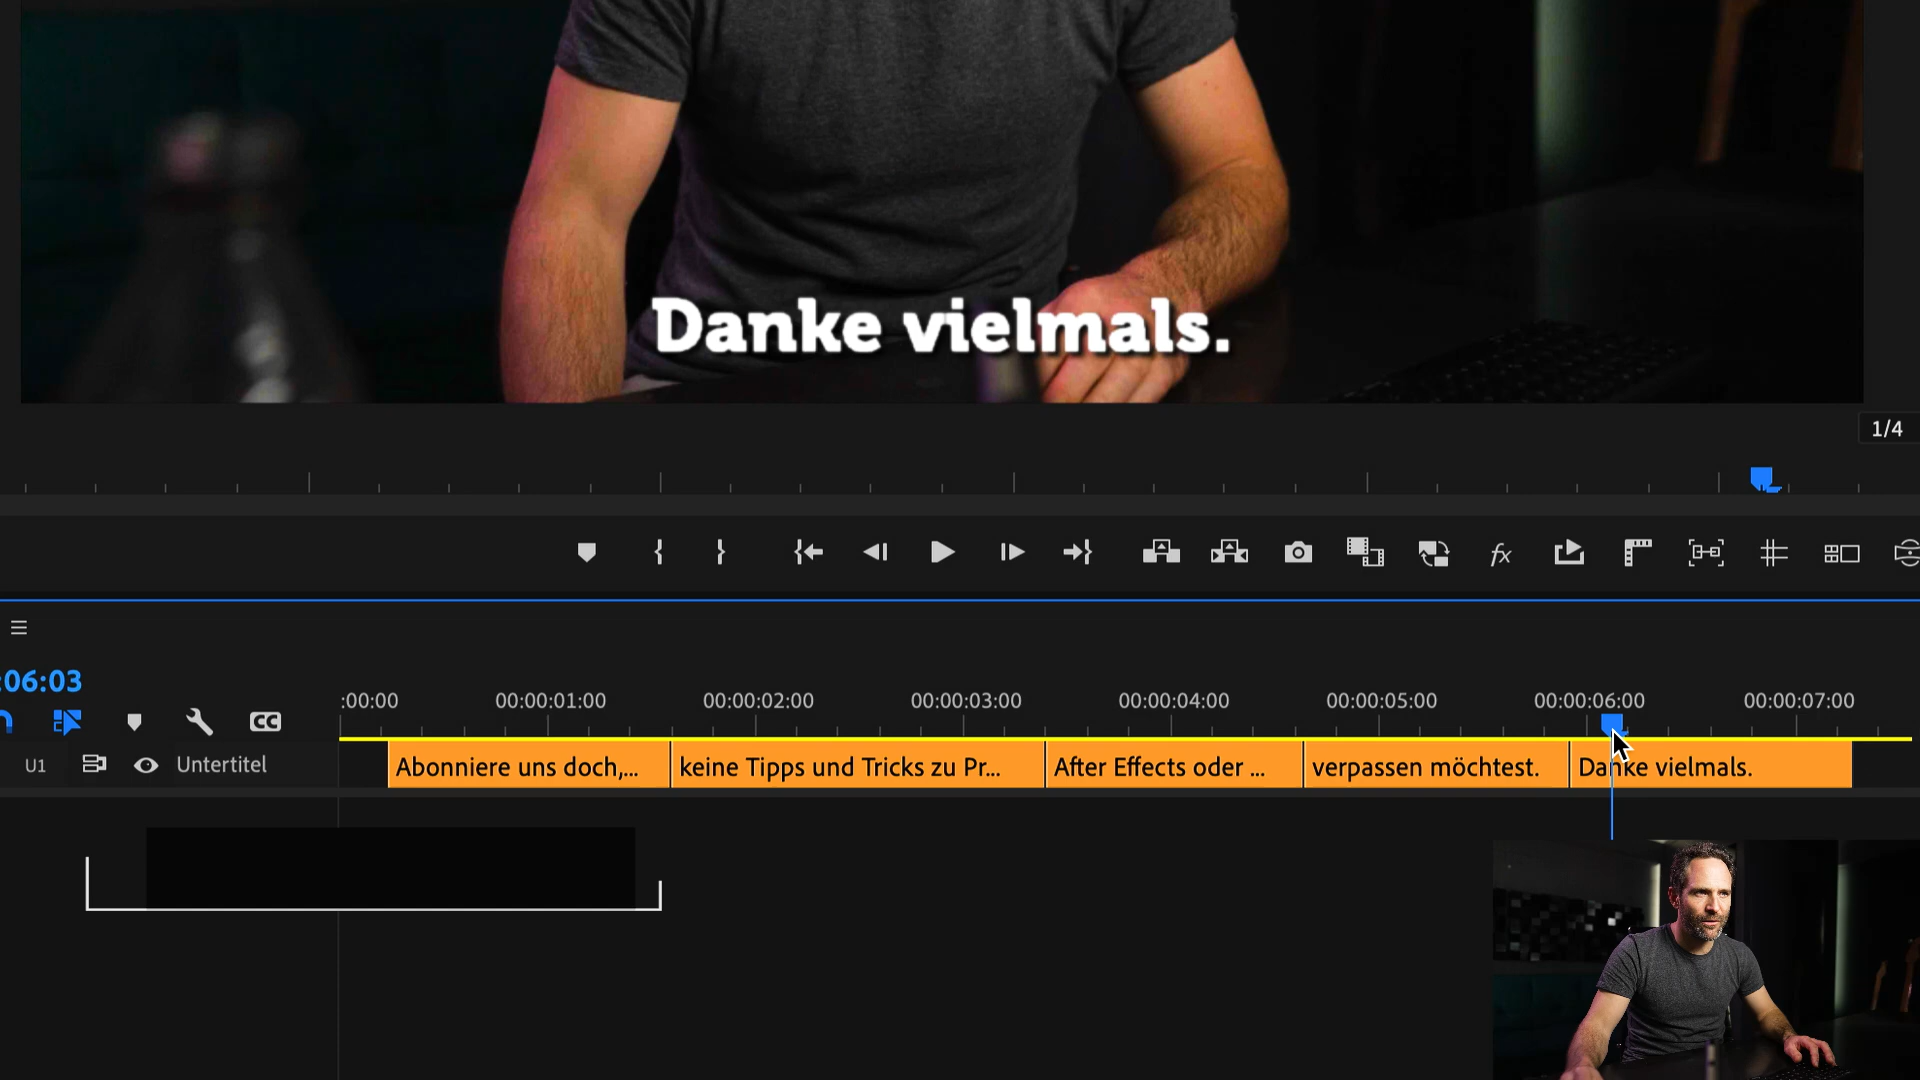 Danke vielmals.
1/4
fx
:06:03
:00:00 00:00:01:00 00:00:02:00 00:00:03:00 00:00:04:00 00:00:05:00 00:00:06:00 00:00:07:00
CC
U1 Untertitel Abonniere uns doch,... keine Tipps und Tricks zu Pr... After Effects oder ... verpassen möchtest. Danke vielmals.